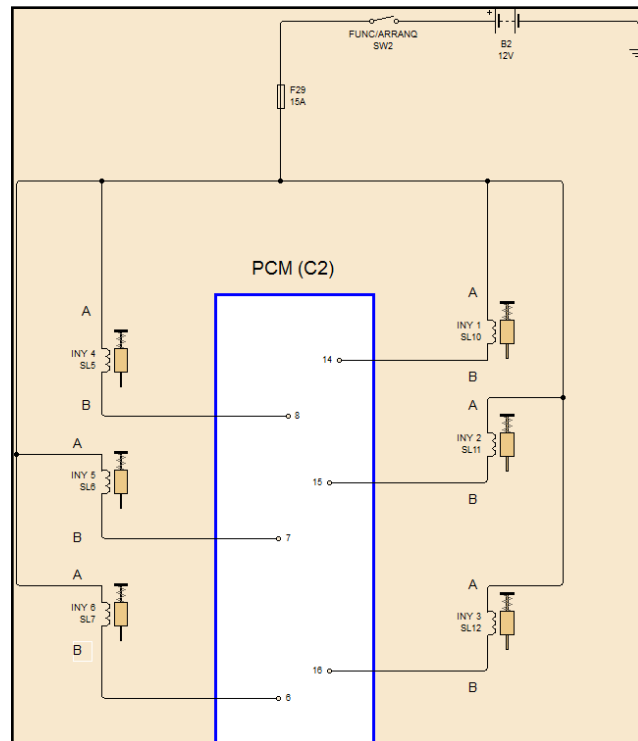 +
FUNC/ARRANQ
SW2
B2
12V
F29
15A
PCM (C2)
A
INY 4
SL5
B
8
A
INY 1
SL10
14
B
A
INY 2
SL11
15
B
A
INY 5
SL6
B
7
A
INY 6
SL7
B
6
A
INY 3
SL12
16
B